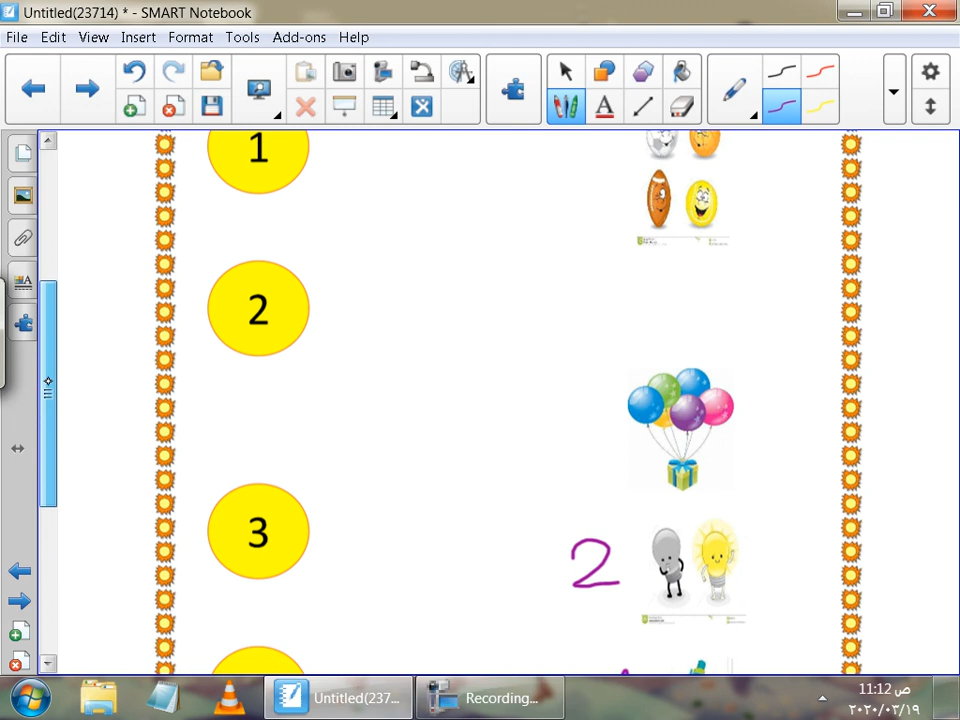 Untitled(23714) * - SMART Notebook
File Edit View Insert Format Tools Add-ons Help
1
2
3
2
Untitled(237...
Recording...
11:12 ص
٢٠٢٠/٠٣/١٩